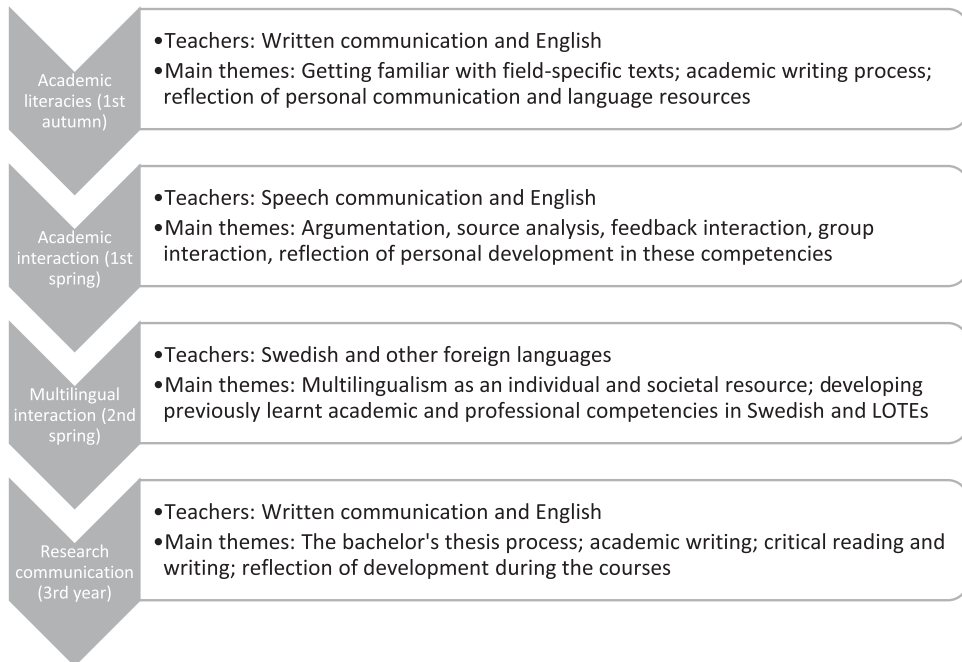 Academic
literacies (1st
autumn)
•Teachers: Written communication and English
•Main themes: Getting familiar with field-specific texts; academic writing process;
reflection of personal communication and language resources
Academic
interaction (1st
spring)
•Teachers: Speech communication and English
•Main themes: Argumentation, source analysis, feedback interaction, group
interaction, reflection of personal development in these competencies
Multilingual
interaction (2nd
spring)
•Teachers: Swedish and other foreign languages
•Main themes: Multilingualism as an individual and societal resource; developing
previously learnt academic and professional competencies in Swedish and LOTEs
Research
communication
(3rd year)
•Teachers: Written communication and English
•Main themes: The bachelor's thesis process; academic writing; critical reading and
writing; reflection of development during the courses